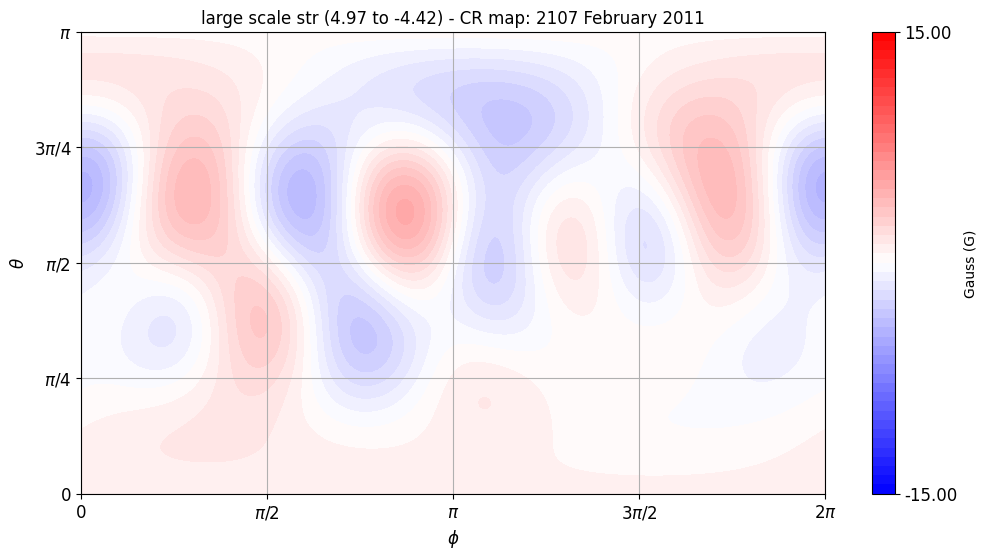 large scale str (4.97 to -4.42) - CR map: 2107 February 2011
π
3π/4
π/2
π/4
0
θ
0
π/2
π
3π/2
2π
ϕ
15.00
-15.00
Gauss (G)